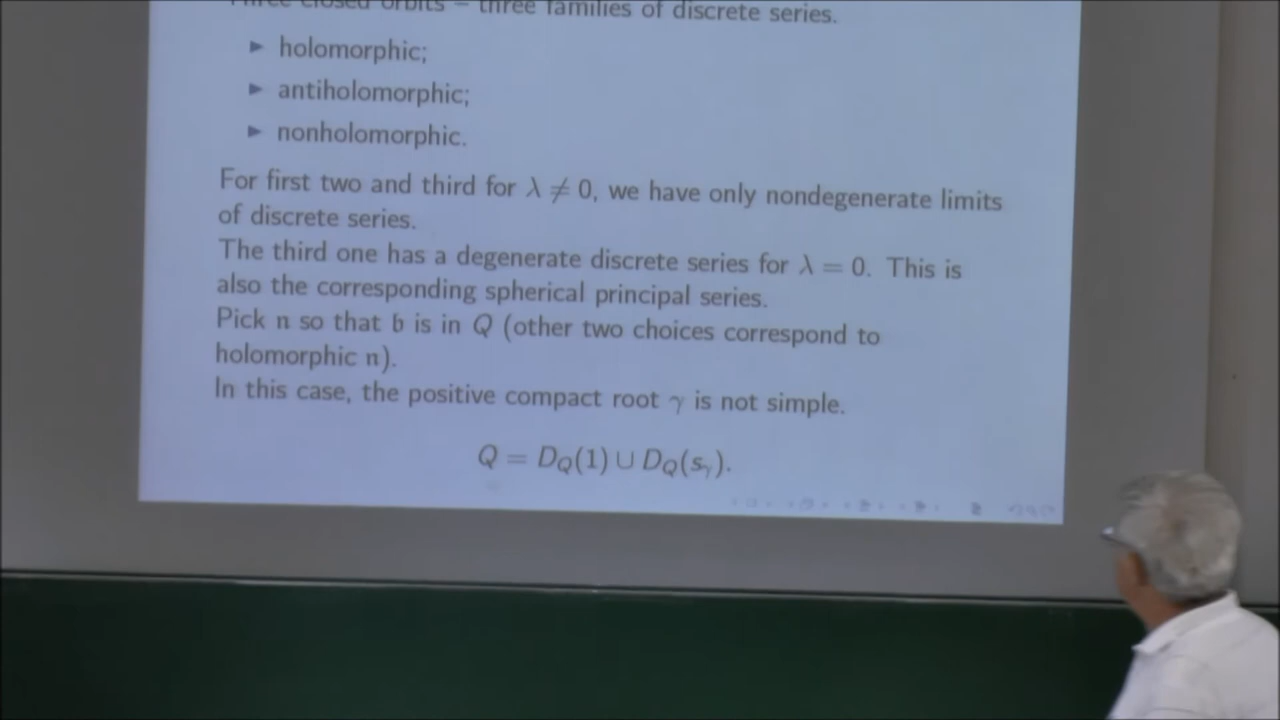 Three closed orbits – three families of discrete series.
▶ holomorphic;
▶ antiholomorphic;
▶ nonholomorphic.
For first two and third for λ ≠ 0, we have only nondegenerate limits
of discrete series.
The third one has a degenerate discrete series for λ = 0. This is
also the corresponding spherical principal series.
Pick n so that b is in Q (other two choices correspond to
holomorphic n).
In this case, the positive compact root γ is not simple.
Q = D_Q(1) ∪ D_Q(s_γ).